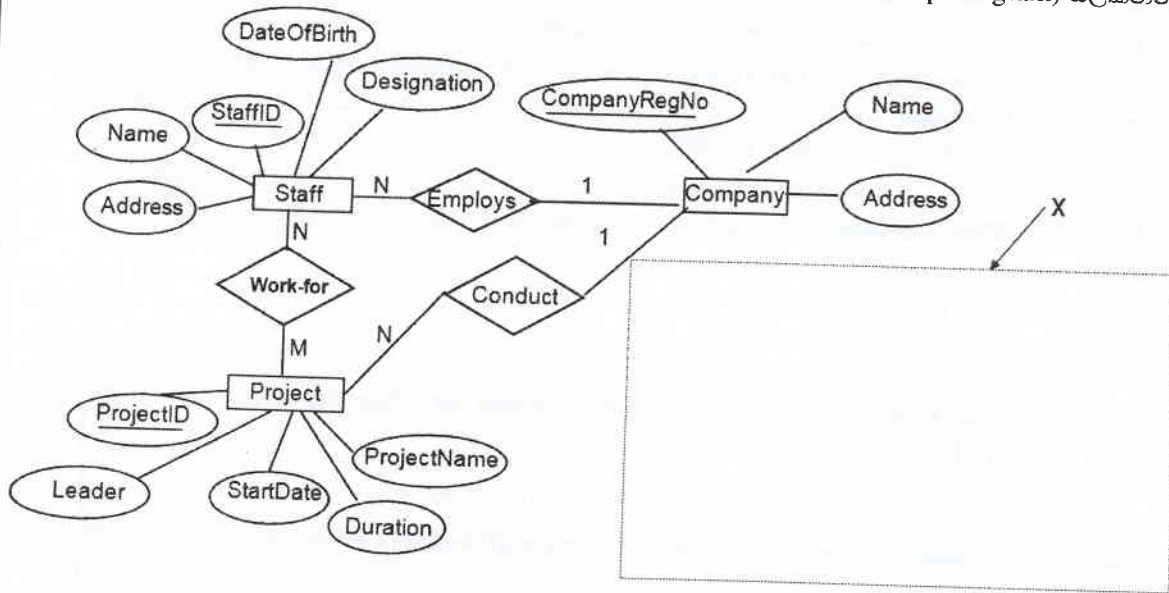 DateOfBirth
Designation
StaffID
Name
Address
Staff
N
Employs
1
CompanyRegNo
Name
Company
Address
X
N
Work-for
M
1
Conduct
N
Project
ProjectID
Leader
StartDate
ProjectName
Duration